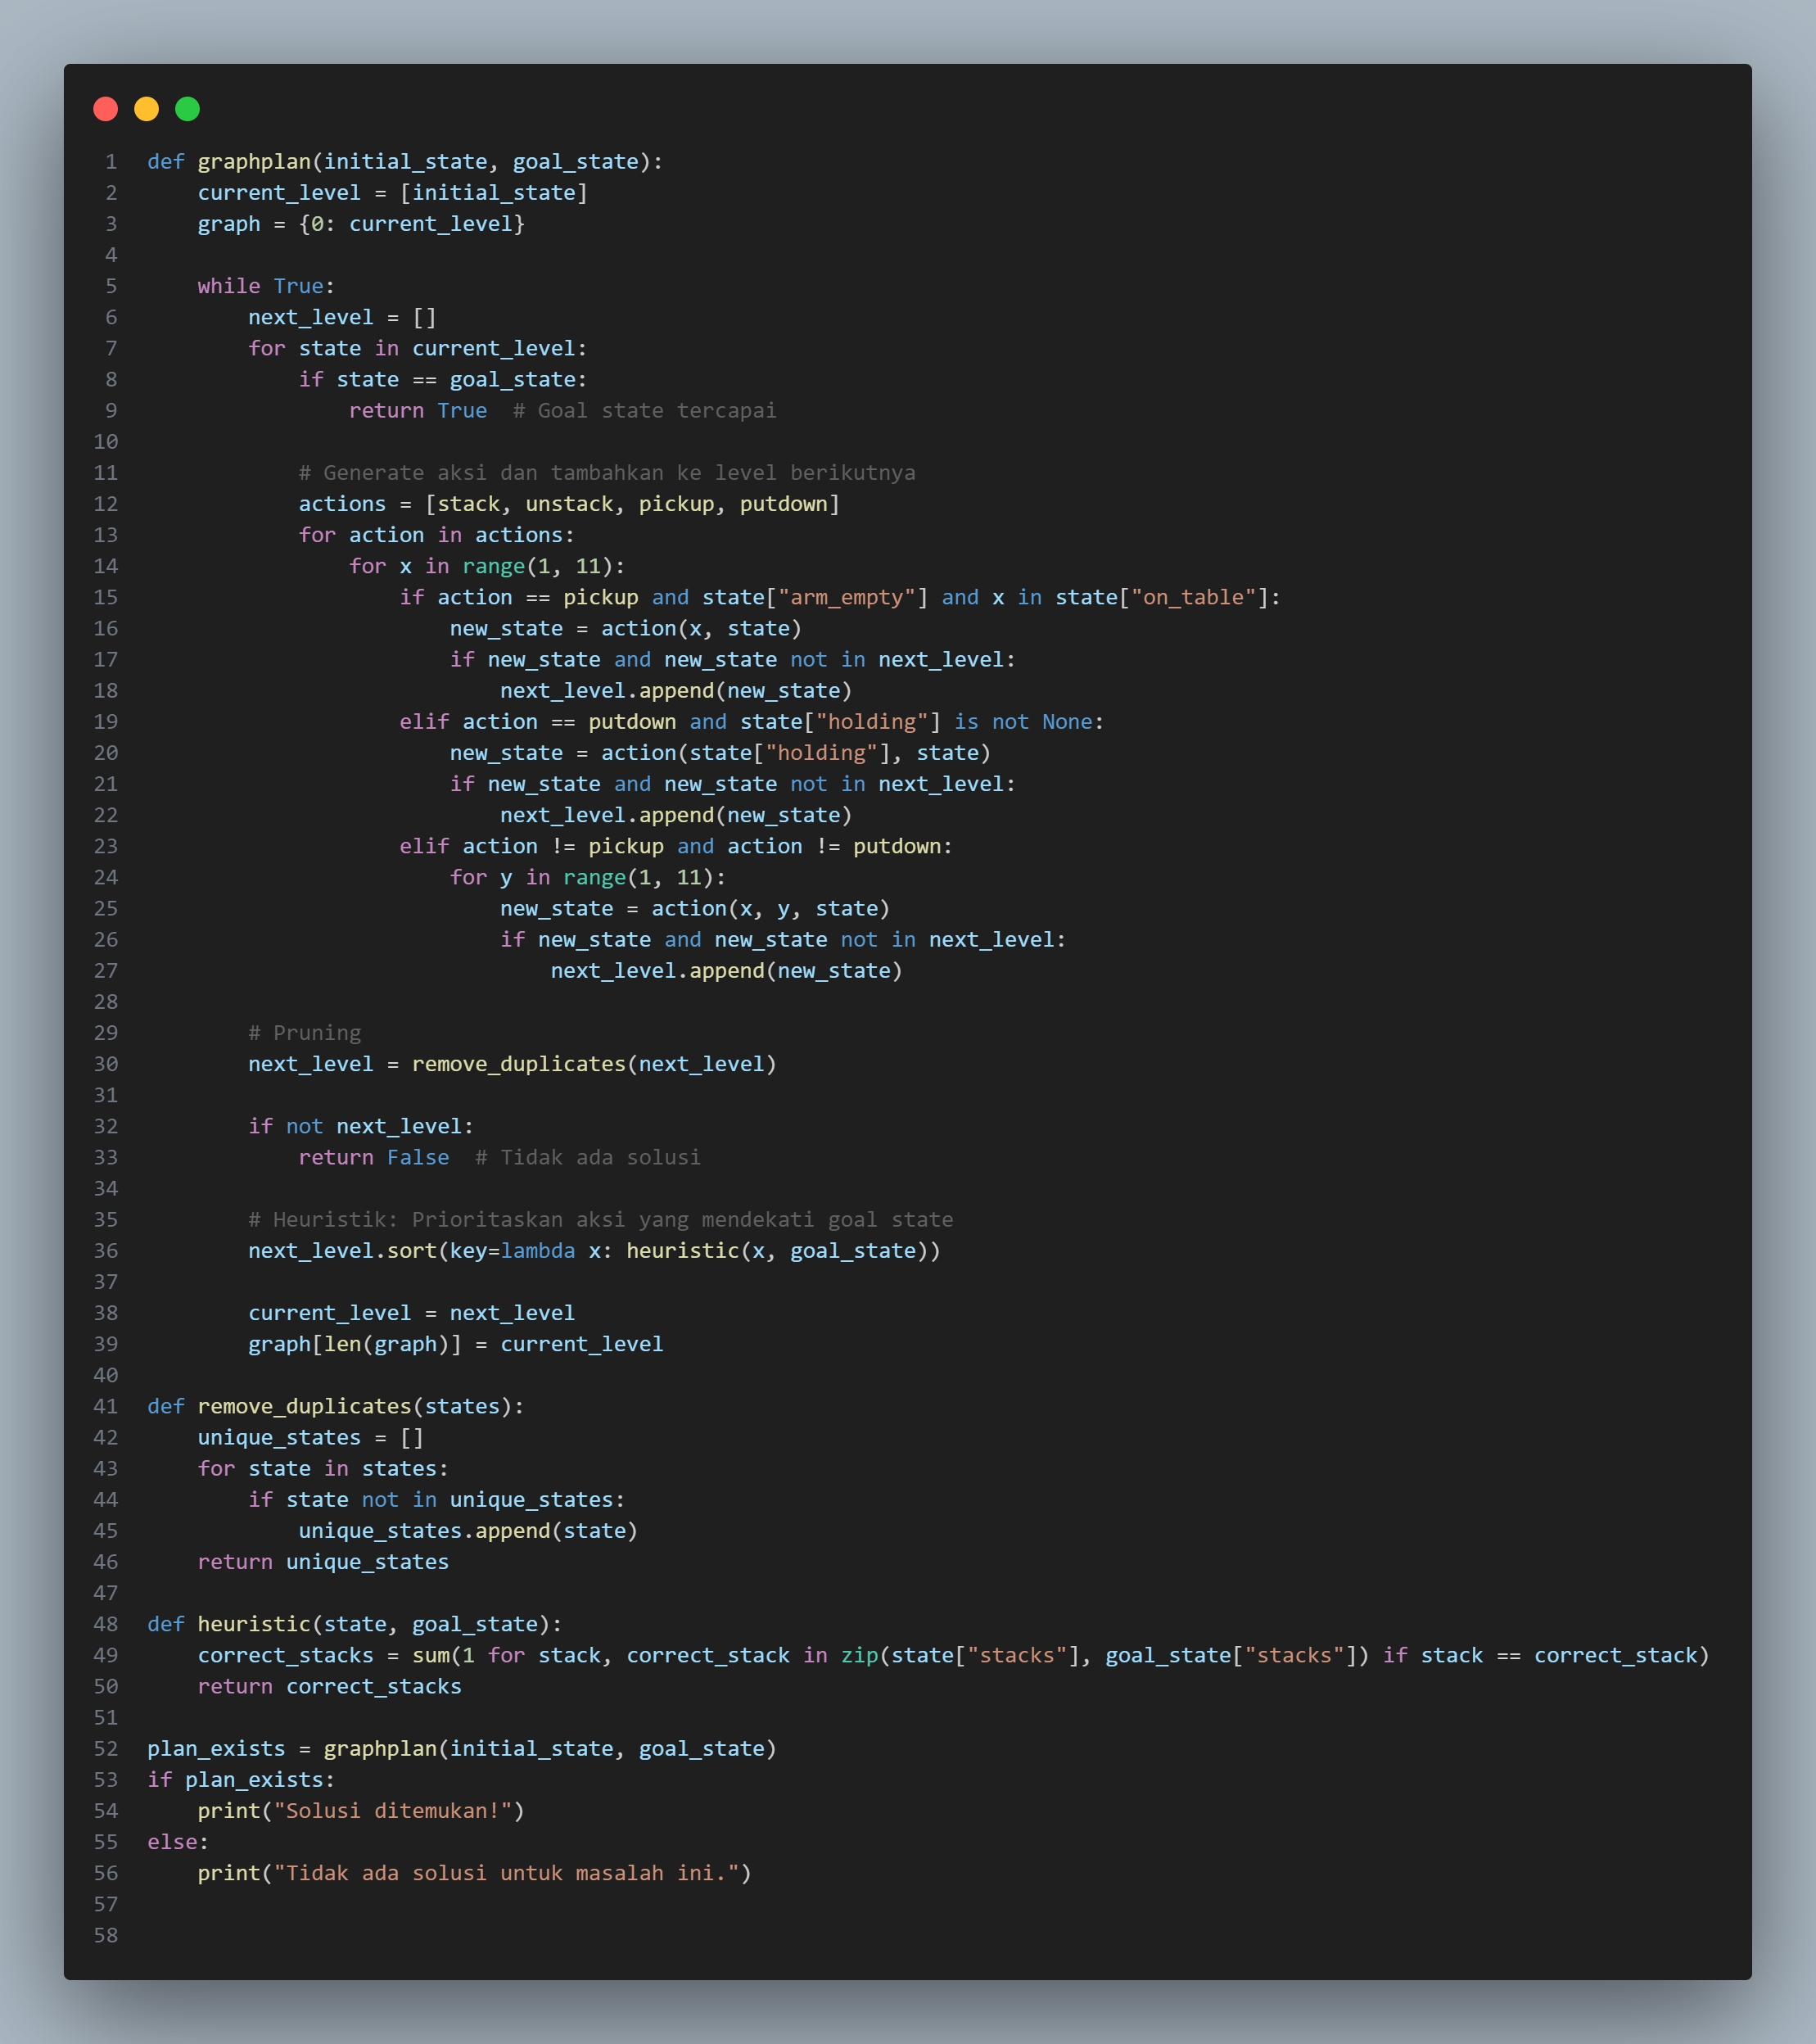 1 def graphplan(initial_state, goal_state):
2     current_level = [initial_state]
3     graph = {0: current_level}
4
5     while True:
6         next_level = []
7         for state in current_level:
8             if state == goal_state:
9                 return True  # Goal state tercapai
10
11             # Generate aksi dan tambahkan ke level berikutnya
12             actions = [stack, unstack, pickup, putdown]
13             for action in actions:
14                 for x in range(1, 11):
15                     if action == pickup and state["arm_empty"] and x in state["on_table"]:
16                         new_state = action(x, state)
17                         if new_state and new_state not in next_level:
18                             next_level.append(new_state)
19                     elif action == putdown and state["holding"] is not None:
20                         new_state = action(state["holding"], state)
21                         if new_state and new_state not in next_level:
22                             next_level.append(new_state)
23                     elif action != pickup and action != putdown:
24                         for y in range(1, 11):
25                             new_state = action(x, y, state)
26                             if new_state and new_state not in next_level:
27                                 next_level.append(new_state)
28
29         # Pruning
30         next_level = remove_duplicates(next_level)
31
32         if not next_level:
33             return False  # Tidak ada solusi
34
35         # Heuristik: Prioritaskan aksi yang mendekati goal state
36         next_level.sort(key=lambda x: heuristic(x, goal_state))
37
38         current_level = next_level
39         graph[len(graph)] = current_level
40
41 def remove_duplicates(states):
42     unique_states = []
43     for state in states:
44         if state not in unique_states:
45             unique_states.append(state)
46     return unique_states
47
48 def heuristic(state, goal_state):
49     correct_stacks = sum(1 for stack, correct_stack in zip(state["stacks"], goal_state["stacks"]) if stack == correct_stack)
50     return correct_stacks
51
52 plan_exists = graphplan(initial_state, goal_state)
53 if plan_exists:
54     print("Solusi ditemukan!")
55 else:
56     print("Tidak ada solusi untuk masalah ini.")
57
58